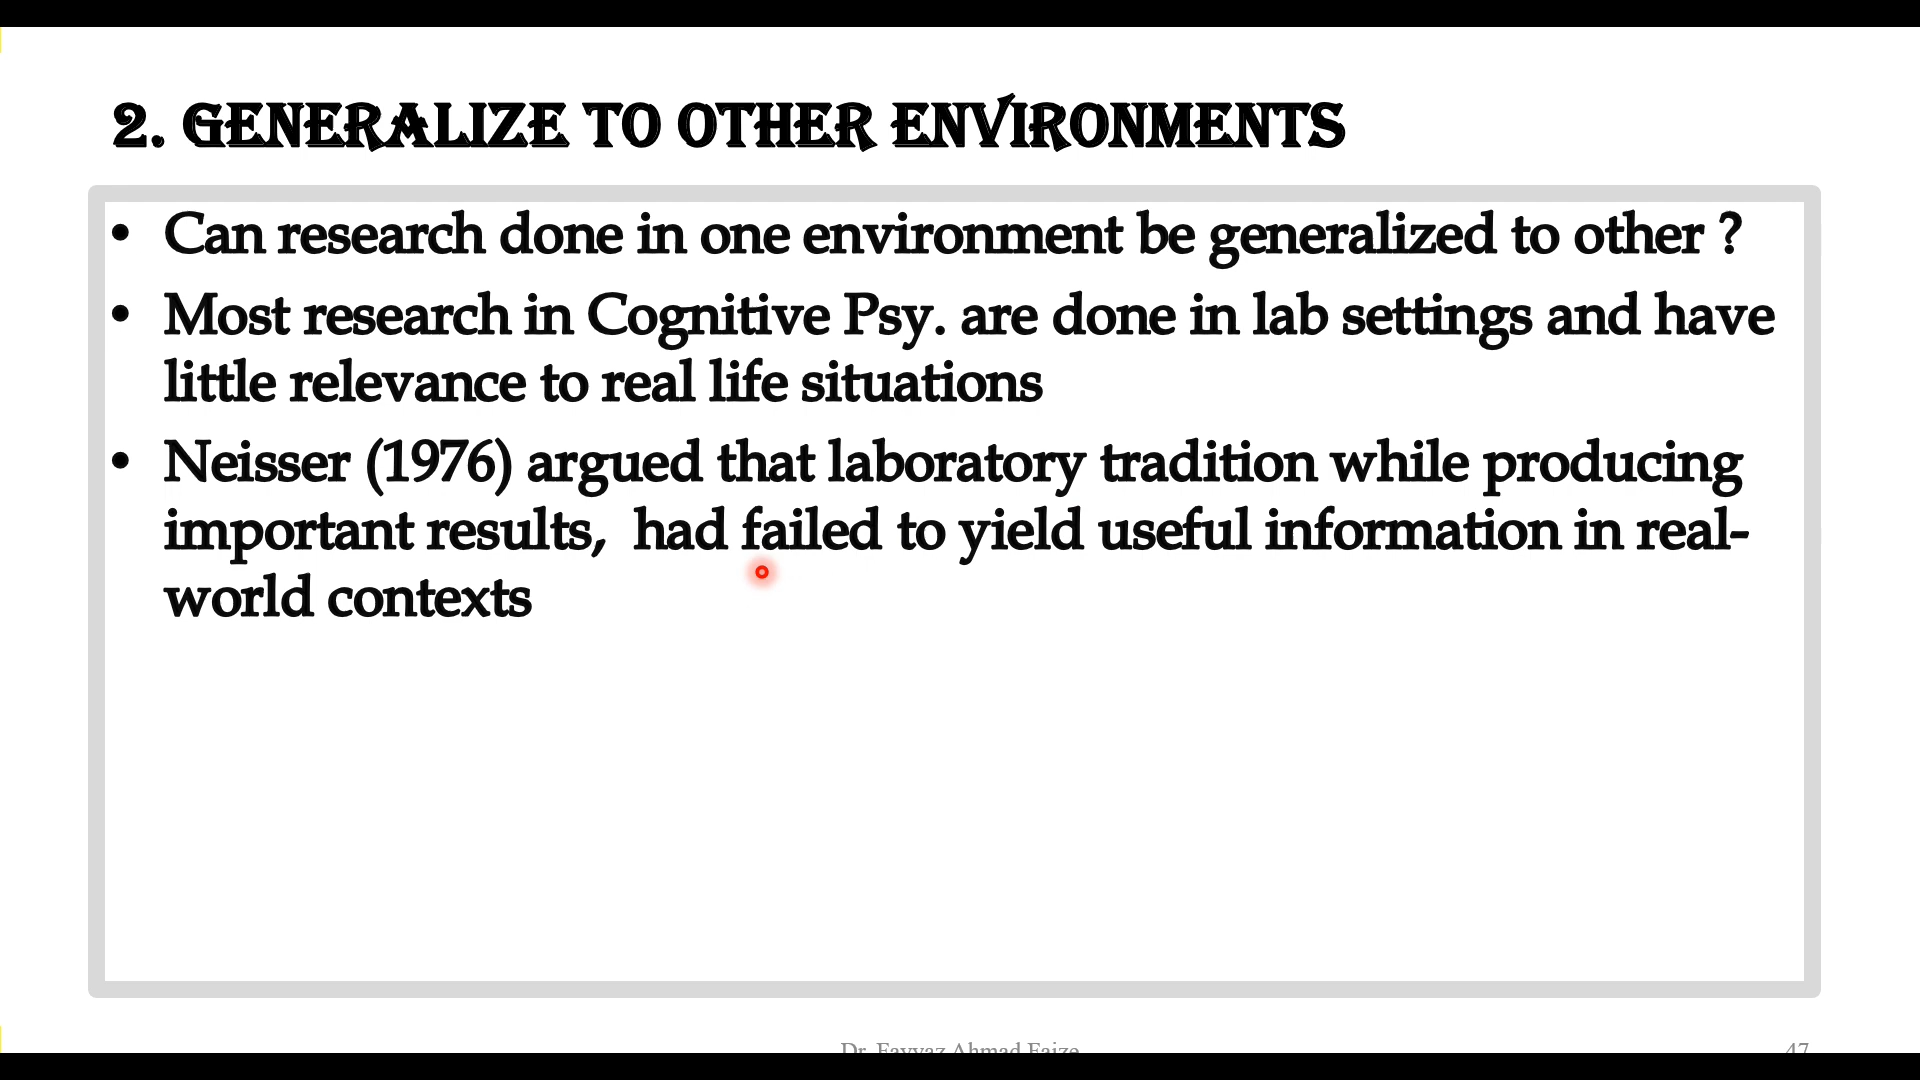 2. GENERALIZE TO OTHER ENVIRONMENTS
• Can research done in one environment be generalized to other ?
• Most research in Cognitive Psy. are done in lab settings and have
little relevance to real life situations
• Neisser (1976) argued that laboratory tradition while producing
important results,  had failed to yield useful information in real-
world contexts
Dr. Fayyaz Ahmad Faize
47